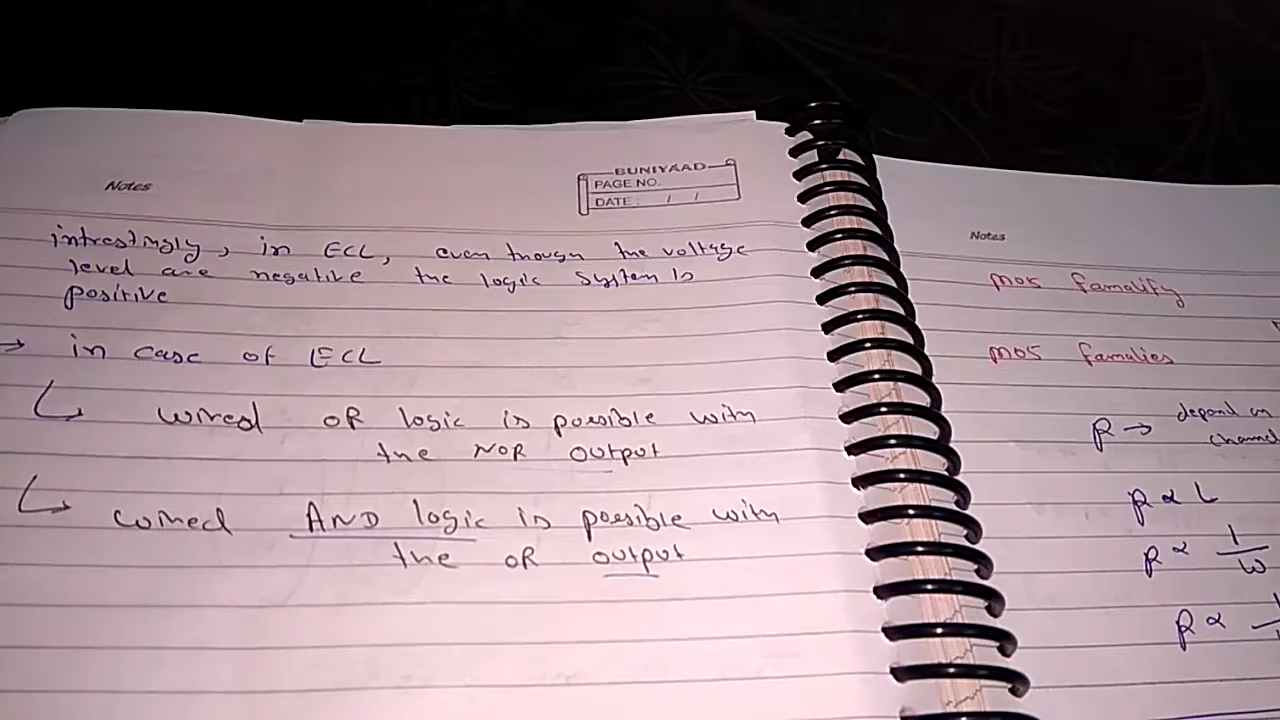 Notes
BUNIYAAD
PAGE NO.
DATE: / /
intrestingly, in ECL, even though the voltage
level are negative the logic system is
positive
→ in case of ECL
↳ wired OR logic is possible with
the NOR output
↳ wired AND logic is possible with
the OR output
Notes
MOS famalify
MOS famalies
R → depend on
channel
R ∝ L
R ∝ 1/W
R ∝